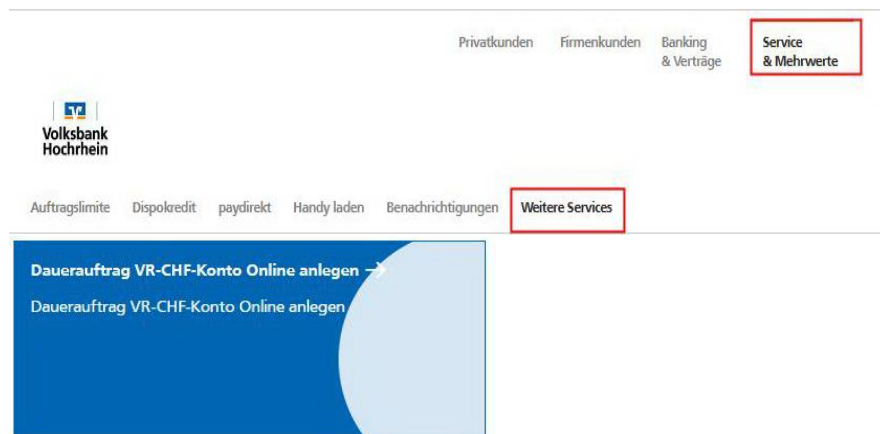 Privatkunden Firmenkunden Banking & Verträge Service & Mehrwerte
Volksbank
Hochrhein
Auftragslimite Dispokredit paydirekt Handy laden Benachrichtigungen Weitere Services
Dauerauftrag VR-CHF-Konto Online anlegen →
Dauerauftrag VR-CHF-Konto Online anlegen